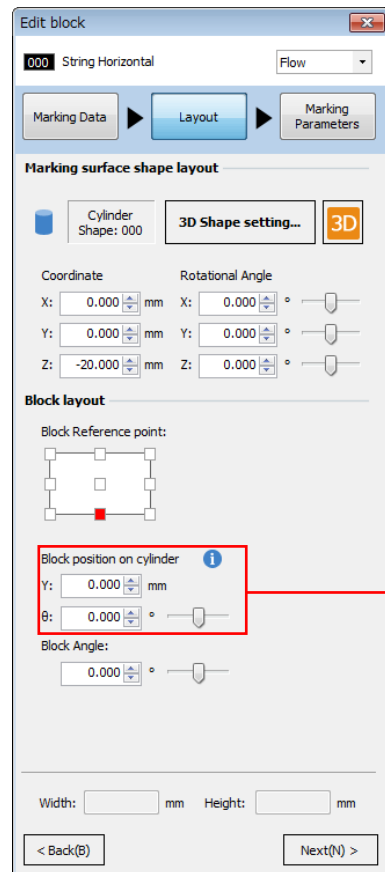 Edit block
000 String Horizontal Flow
Marking Data Layout Marking
Parameters
Marking surface shape layout
Cylinder
Shape: 000
3D Shape setting... 3D
Coordinate Rotational Angle
X: 0.000 mm X: 0.000 °
Y: 0.000 mm Y: 0.000 °
Z: -20.000 mm Z: 0.000 °
Block layout
Block Reference point:
Block position on cylinder i
Y: 0.000 mm
θ: 0.000 °
Block Angle:
0.000 °
Width: mm Height: mm
< Back(B) Next(N) >